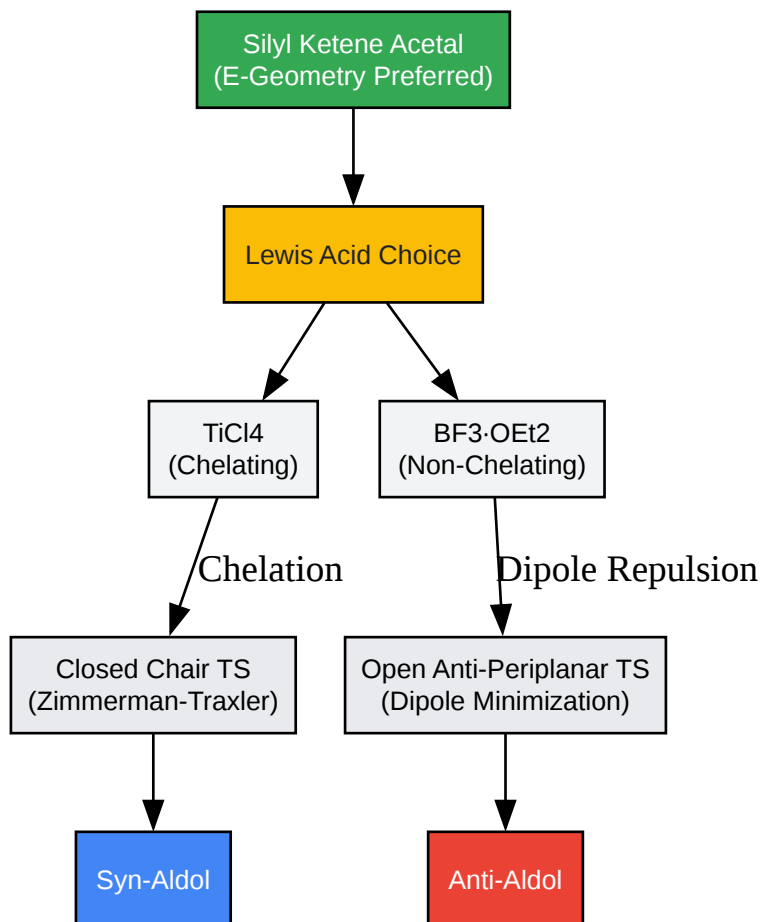 Silyl Ketene Acetal
(E-Geometry Preferred)
Lewis Acid Choice
TiCl4
(Chelating)
BF3·OEt2
(Non-Chelating)
Chelation
Dipole Repulsion
Closed Chair TS
(Zimmerman-Traxler)
Open Anti-Periplanar TS
(Dipole Minimization)
Syn-Aldol
Anti-Aldol